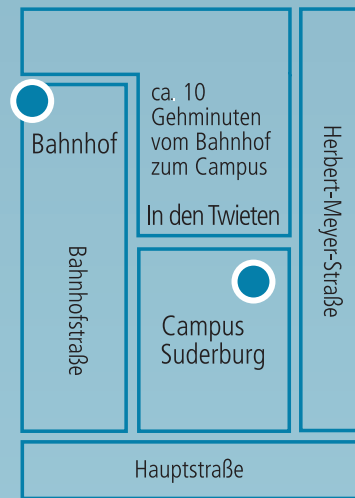 ca. 10
Gehminuten
vom Bahnhof
zum Campus
Bahnhof
In den Twieten
Herbert-Meyer-Straße
Bahnhofstraße
Campus
Suderburg
Hauptstraße